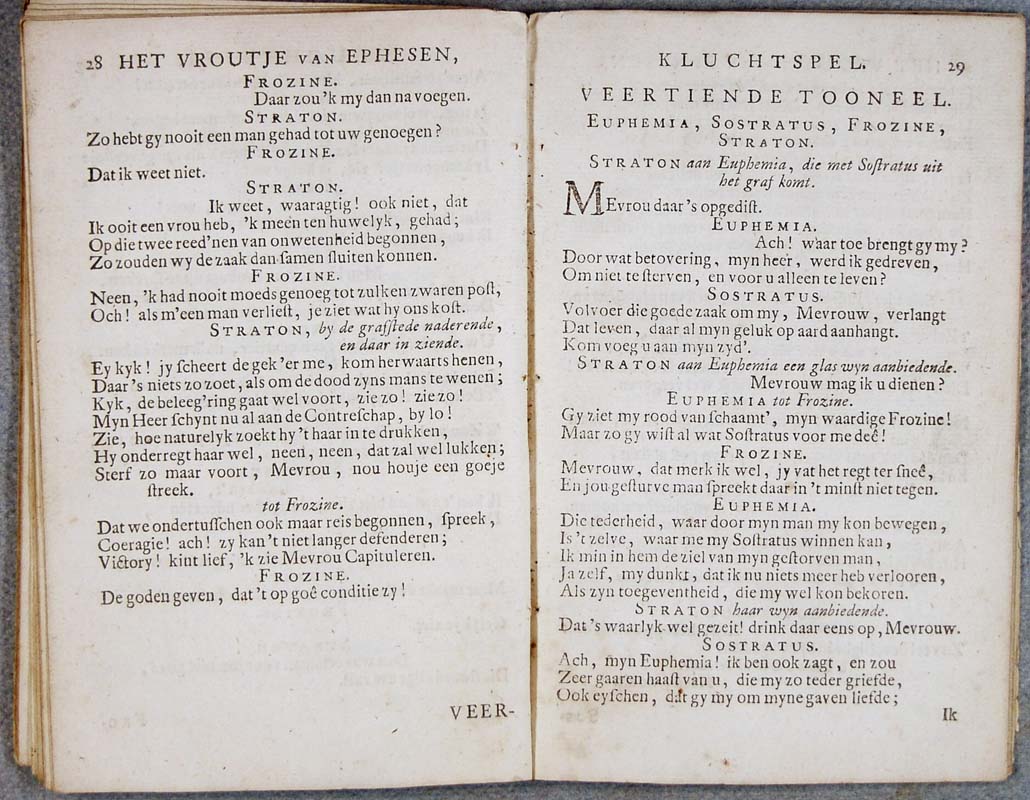 28 HET VROUTJE VAN EPHESEN,
FROZINE.
Daar zou 'k my dan na voegen.
STRATON.
Zo hebt gy nooit een man gehad tot uw genoegen?
FROZINE.
Dat ik weet niet.
STRATON.
Ik weet, waaragtig! ook niet, dat
Ik ooit een vrou heb, 'k meen ten huwelyk, gehad;
Op die twee reed'nen van onwetenheid begonnen,
Zo zouden wy de zaak dan samen sluiten konnen.
FROZINE.
Neen, 'k had nooit moeds genoeg tot zulken zwaren post,
Och! als m'een man verliest, je ziet wat hy ons kost.
STRATON, by de grafstede naderende,
en daar in ziende.
Ey kyk! jy scheert de gek 'er me, kom herwaarts henen,
Daar 's niets zo zoet, als om de dood zyns mans te wenen;
Kyk, de beleeg'ring gaat wel voort, zie zo! zie zo!
Myn Heer schynt nu al aan de Contreschap, by lo!
Zie, hoe naturelyk zoekt hy 't haar in te drukken,
Hy onderregt haar wel, neen, neen, dat zal wel lukken;
Sterf zo maar voort, Mevrou, nou houje een goeje
streek.
tot Frozine.
Dat we ondertusschen ook maar reis begonnen, spreek,
Coeragie! ach! zy kan 't niet langer defenderen;
Victory! kint lief, 'k zie Mevrou Capituleren.
FROZINE.
De goden geven, dat 't op goê conditie zy!
VEER-
KLUCHTSPEL. 29
VEERTIENDE TOONEEL.
EUPHEMIA, SOSTRATUS, FROZINE,
STRATON.
STRATON aan Euphemia, die met Sostratus uit
het graf komt.
MEvrou daar's opgedist.
EUPHEMIA.
Ach! waar toe brengt gy my?
Door wat betovering, myn heer, werd ik gedreven,
Om niet te sterven, en voor u alleen te leven?
SOSTRATUS.
Volvoer die goede zaak om my, Mevrouw, verlangt
Dat leven, daar al myn geluk op aard aanhangt.
Kom voeg u aan myn zyd'.
STRATON aan Euphemia een glas wyn aanbiedende.
Mevrouw mag ik u dienen?
EUPHEMIA tot Frozine.
Gy ziet my rood van schaamt', myn waardige Frozine!
Maar zo gy wist al wat Sostratus voor me deê!
FROZINE.
Mevrouw, dat merk ik wel, jy vat het regt ter sneê,
En jou gesturve man spreekt daar in 't minst niet tegen.
EUPHEMIA.
Die tederheid, waar door myn man my kon bewegen,
Is 't zelve, waar me my Sostratus winnen kan,
Ik min in hem de ziel van myn gestorven man,
Ja zelf, my dunkt, dat ik nu niets meer heb verlooren,
Als zyn toegeventheid, die my wel kon bekoren.
STRATON haar wyn aanbiedende.
Dat 's waarlyk wel gezeit! drink daar eens op, Mevrouw.
SOSTRATUS.
Ach, myn Euphemia! ik ben ook zagt, en zou
Zeer gaaren haast van u, die my zo teder griefde,
Ook eyschen, dat gy my om myne gaven liefde;
Ik